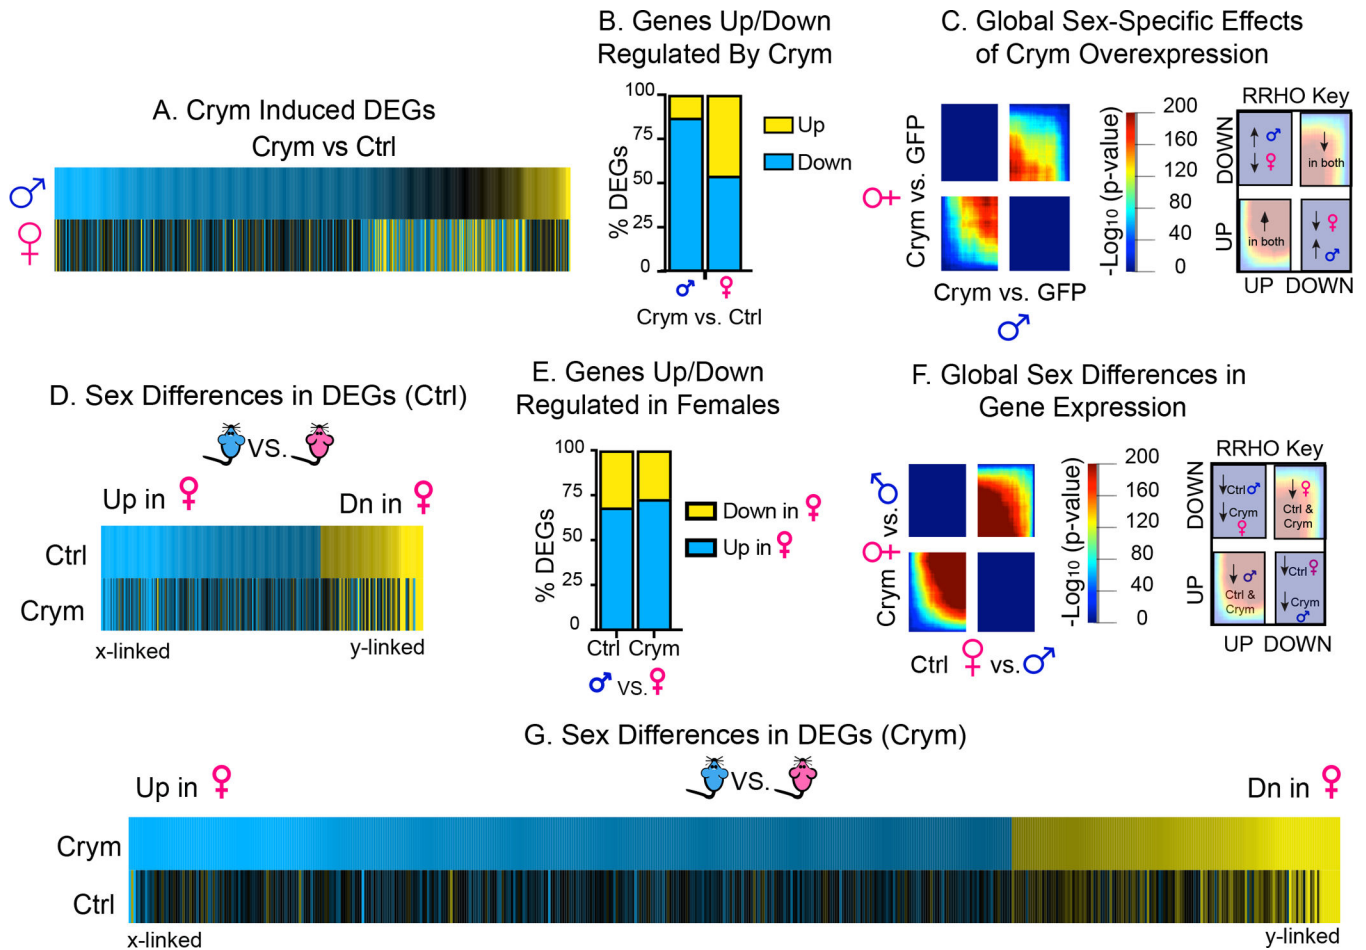 A. Crym Induced DEGs
Crym vs Ctrl
♂
♀
B. Genes Up/Down
Regulated By Crym
% DEGs
100
75
50
25
0
Up
Down
♂ ♀
Crym vs. Ctrl
C. Global Sex-Specific Effects
of Crym Overexpression
♀
Crym vs. GFP
Crym vs. GFP
♂
-Log₁₀ (p-value)
200
160
120
80
40
0
RRHO Key
DOWN
UP
↑ ♂
↓ ♀
↓
in both
↑
in both
↓ ♀
↑ ♂
UP DOWN
D. Sex Differences in DEGs (Ctrl)
VS.
Up in ♀
Dn in ♀
Ctrl
Crym
x-linked
y-linked
E. Genes Up/Down
Regulated in Females
% DEGs
100
75
50
25
0
Down in ♀
Up in ♀
Ctrl Crym
♂ VS. ♀
F. Global Sex Differences in
Gene Expression
Crym ♀ vs. ♂
Ctrl ♀ vs. ♂
-Log₁₀ (p-value)
200
160
120
80
40
0
RRHO Key
DOWN
UP
↓Ctrl ♂
↓Crym
♀
↓ ♀
Ctrl &
Crym
↓ ♂
Ctrl &
Crym
↓Ctrl ♀
↓Crym
♂
UP DOWN
G. Sex Differences in DEGs (Crym)
VS.
Up in ♀
Dn in ♀
Crym
Ctrl
x-linked
y-linked